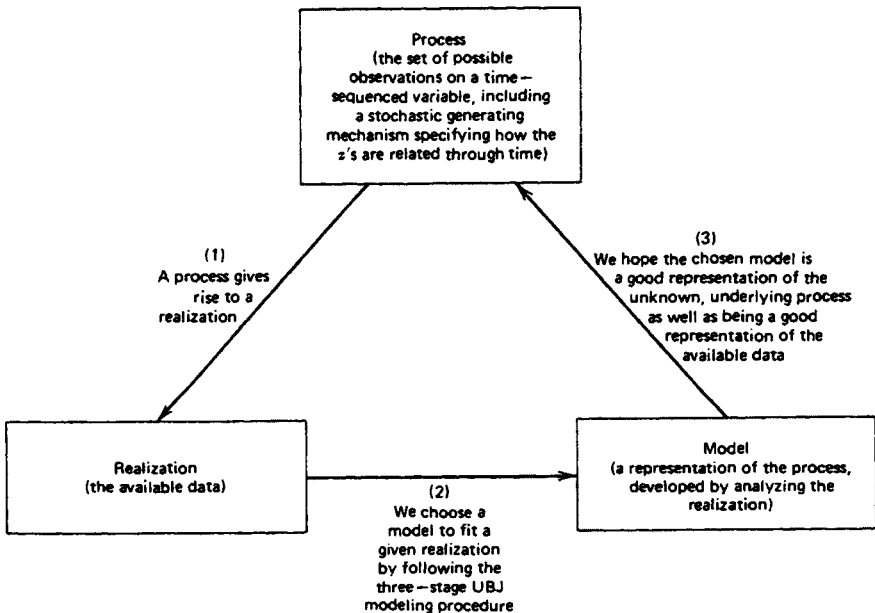 Process
(the set of possible
observations on a time—
sequenced variable, including
a stochastic generating
mechanism specifying how the
z's are related through time)
(1)
A process gives
rise to a
realization
(3)
We hope the chosen model is
a good representation of the
unknown, underlying process
as well as being a good
representation of the
available data
Realization
(the available data)
Model
(a representation of the process,
developed by analyzing the
realization)
(2)
We choose a
model to fit a
given realization
by following the
three—stage UBJ
modeling procedure